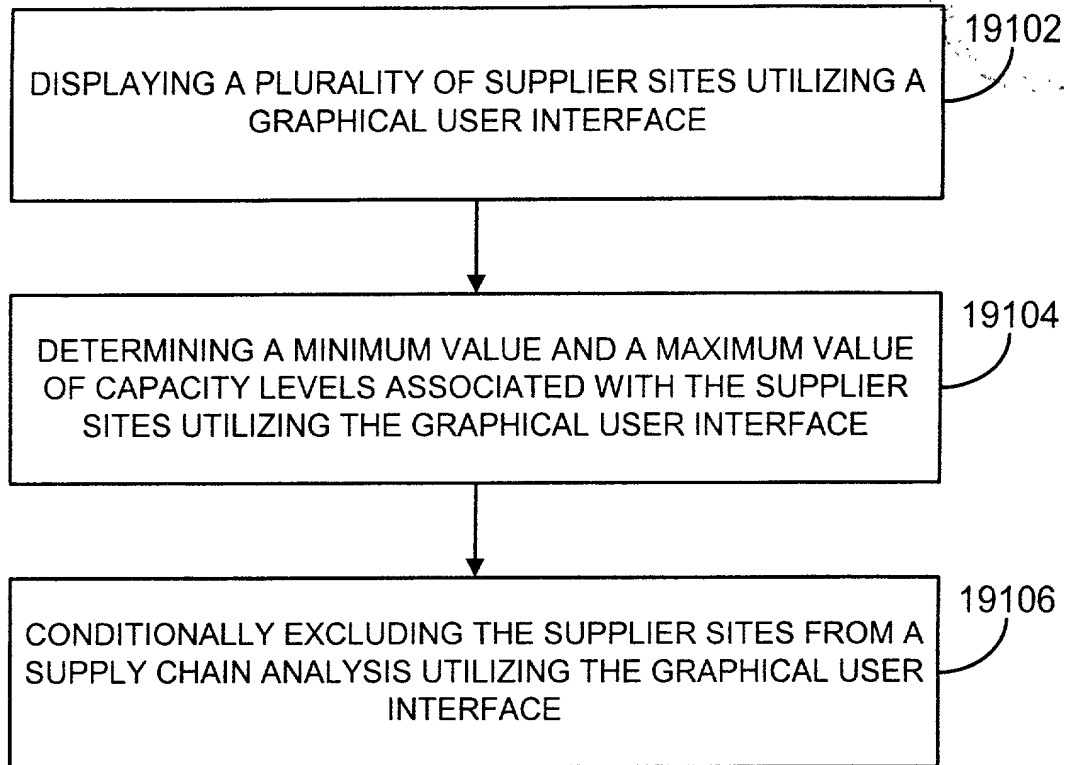 19102
DISPLAYING A PLURALITY OF SUPPLIER SITES UTILIZING A
GRAPHICAL USER INTERFACE
19104
DETERMINING A MINIMUM VALUE AND A MAXIMUM VALUE
OF CAPACITY LEVELS ASSOCIATED WITH THE SUPPLIER
SITES UTILIZING THE GRAPHICAL USER INTERFACE
19106
CONDITIONALLY EXCLUDING THE SUPPLIER SITES FROM A
SUPPLY CHAIN ANALYSIS UTILIZING THE GRAPHICAL USER
INTERFACE